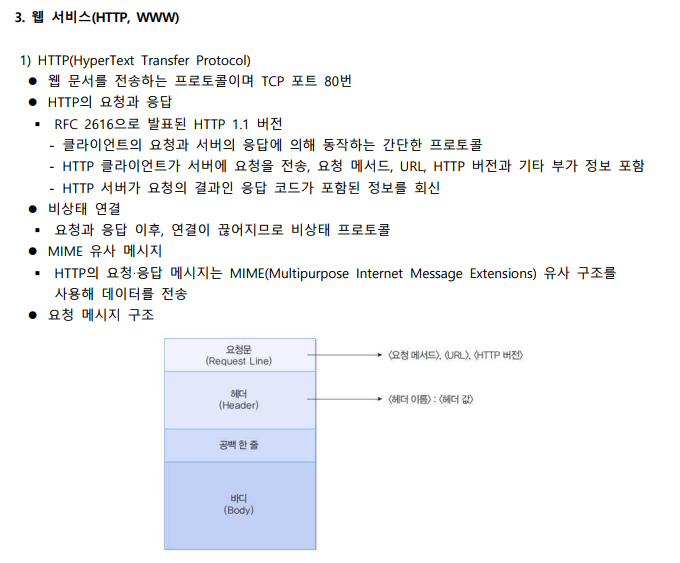 3. 웹 서비스(HTTP, WWW)
1) HTTP(HyperText Transfer Protocol)
● 웹 문서를 전송하는 프로토콜이며 TCP 포트 80번
● HTTP의 요청과 응답
▪ RFC 2616으로 발표된 HTTP 1.1 버전
- 클라이언트의 요청과 서버의 응답에 의해 동작하는 간단한 프로토콜
- HTTP 클라이언트가 서버에 요청을 전송, 요청 메서드, URL, HTTP 버전과 기타 부가 정보 포함
- HTTP 서버가 요청의 결과인 응답 코드가 포함된 정보를 회신
● 비상태 연결
▪ 요청과 응답 이후, 연결이 끊어지므로 비상태 프로토콜
● MIME 유사 메시지
▪ HTTP의 요청·응답 메시지는 MIME(Multipurpose Internet Message Extensions) 유사 구조를
사용해 데이터를 전송
● 요청 메시지 구조
요청문
(Request Line)
〈요청 메서드〉, 〈URL〉, 〈HTTP 버전〉
헤더
(Header)
〈헤더 이름〉 : 〈헤더 값〉
공백 한 줄
바디
(Body)